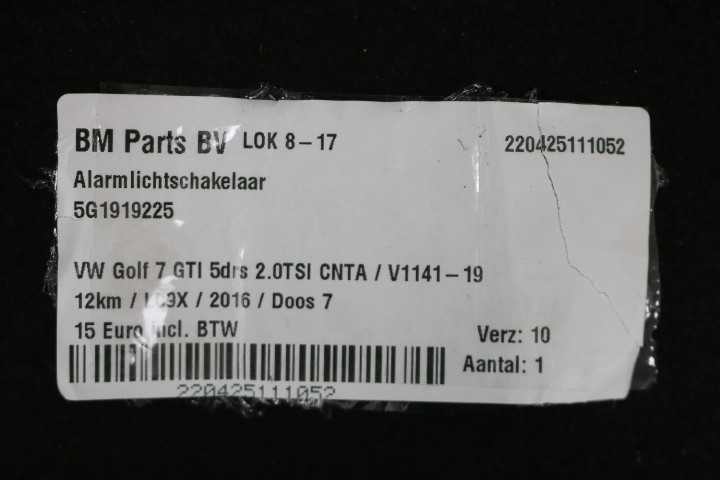 BM Parts BV LOK 8-17 220425111052
Alarmlichtschakelaar
5G1919225
VW Golf 7 GTI 5drs 2.0TSI CNTA / V1141-19
12km / LC9X / 2016 / Doos 7
15 Euro incl. BTW
Verz: 10
Aantal: 1
220425111052